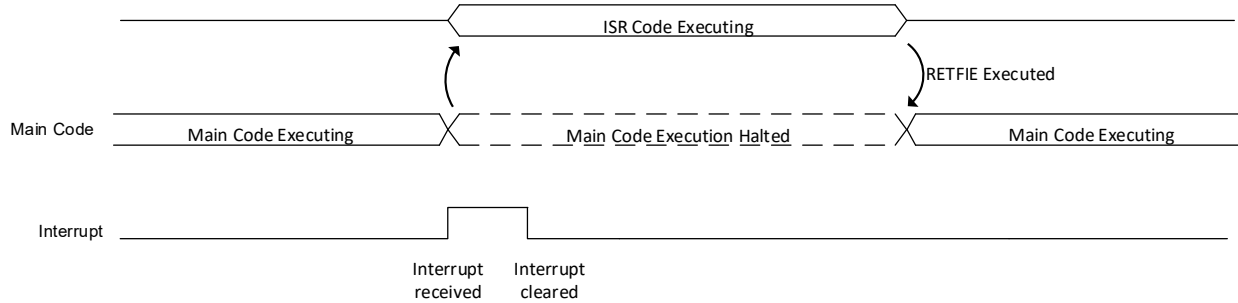 ISR Code Executing
RETFIE Executed
Main Code
Main Code Executing
Main Code Execution Halted
Main Code Executing
Interrupt
Interrupt
received
Interrupt
cleared